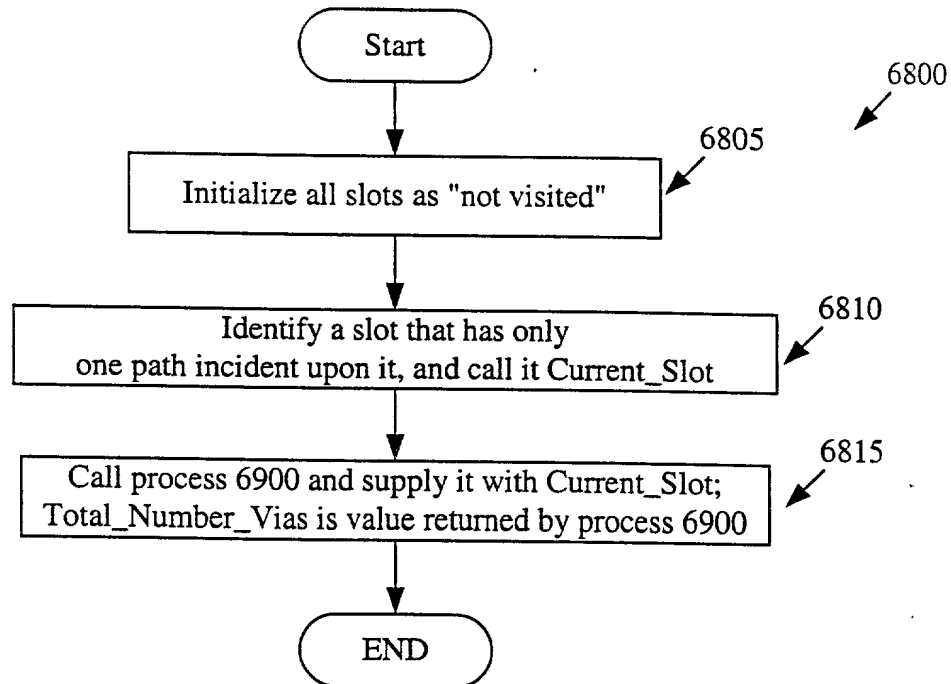 Start
6800
6805
Initialize all slots as "not visited"
6810
Identify a slot that has only
one path incident upon it, and call it Current_Slot
6815
Call process 6900 and supply it with Current_Slot;
Total_Number_Vias is value returned by process 6900
END